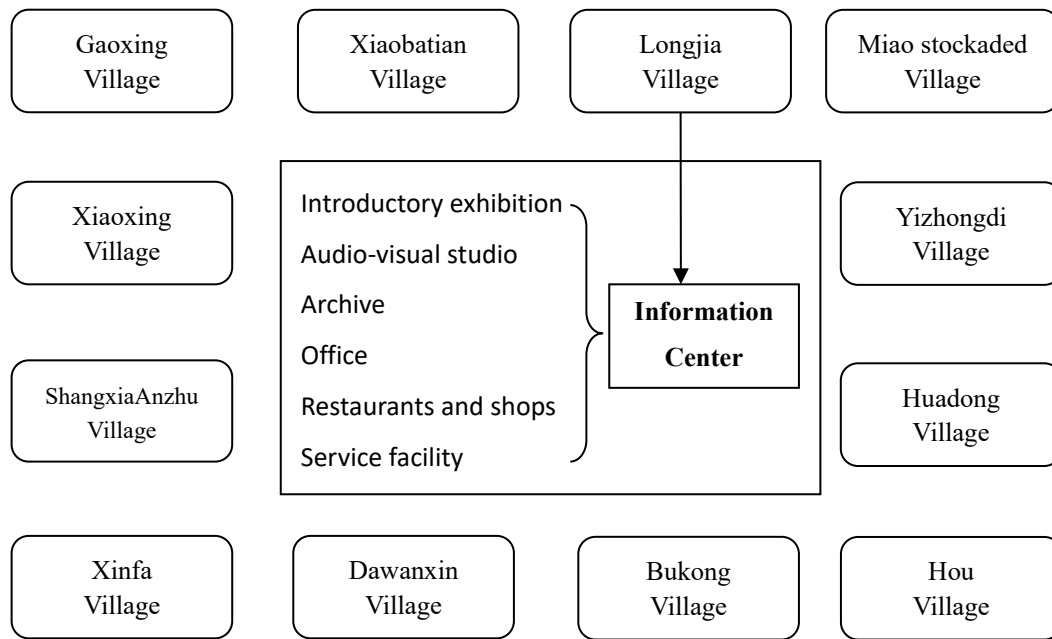 Gaoxing
Village
Xiaobatian
Village
Longjia
Village
Miao stockaded
Village
Xiaoxing
Village
Introductory exhibition
Audio-visual studio
Archive
Office
Restaurants and shops
Service facility
Information
Center
Yizhongdi
Village
ShangxiaAnzhu
Village
Huadong
Village
Xinfa
Village
Dawanxin
Village
Bukong
Village
Hou
Village